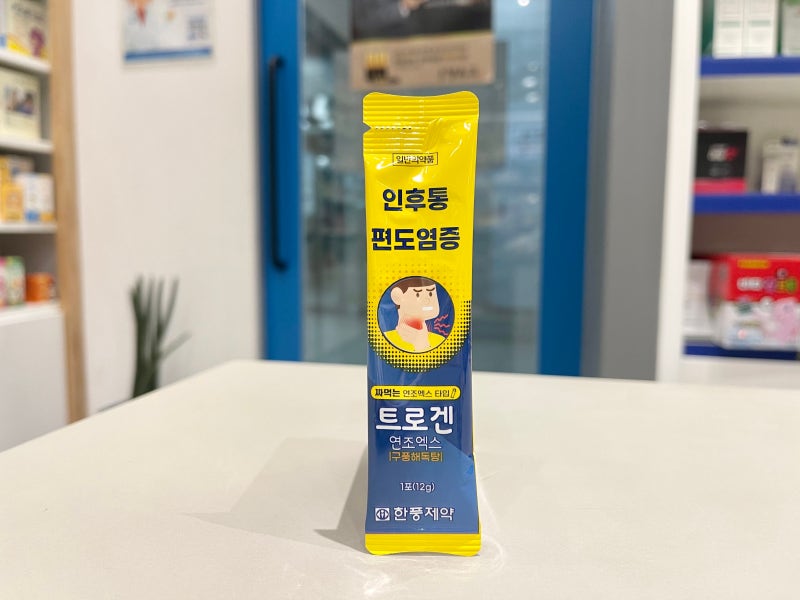 일반의약품
인후통
편도염증
짜먹는 연조엑스 타입
트로겐
연조엑스
|구풍해독탕|
1포(12g)
한풍제약